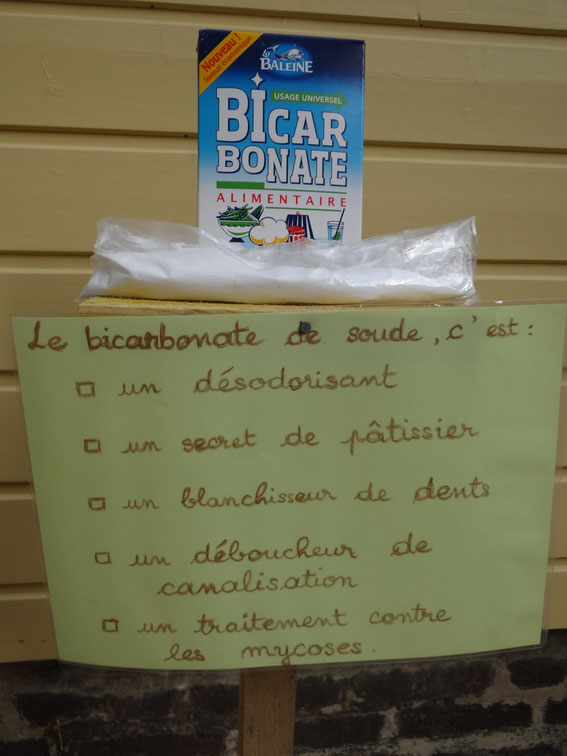 Nouveau !
format économique
La
BALEINE
USAGE UNIVERSEL
BICAR
BONATE
ALIMENTAIRE
Le bicarbonate de soude, c'est :
□ un désodorisant
□ un secret de pâtissier
□ un blanchisseur de dents
□ un déboucheur de
canalisation
□ un traitement contre
les mycoses.